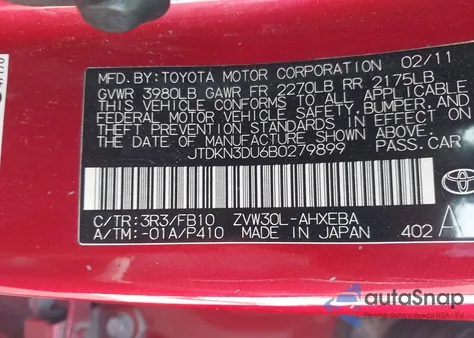 MFD. BY: TOYOTA MOTOR CORPORATION 02/11
GVWR 3980LB GAWR FR 2270LB RR 2175LB
THIS VEHICLE CONFORMS TO ALL APPLICABLE
FEDERAL MOTOR VEHICLE SAFETY, BUMPER, AND
THEFT PREVENTION STANDARDS IN EFFECT ON
THE DATE OF MANUFACTURE SHOWN ABOVE.
JTDKN3DU6B0279899 PASS. CAR
C/TR: 3R3/FB10 ZVW30L-AHXEBA
A/TM: -01A/P410 MADE IN JAPAN 402 A
TOYOTA
autoSnap